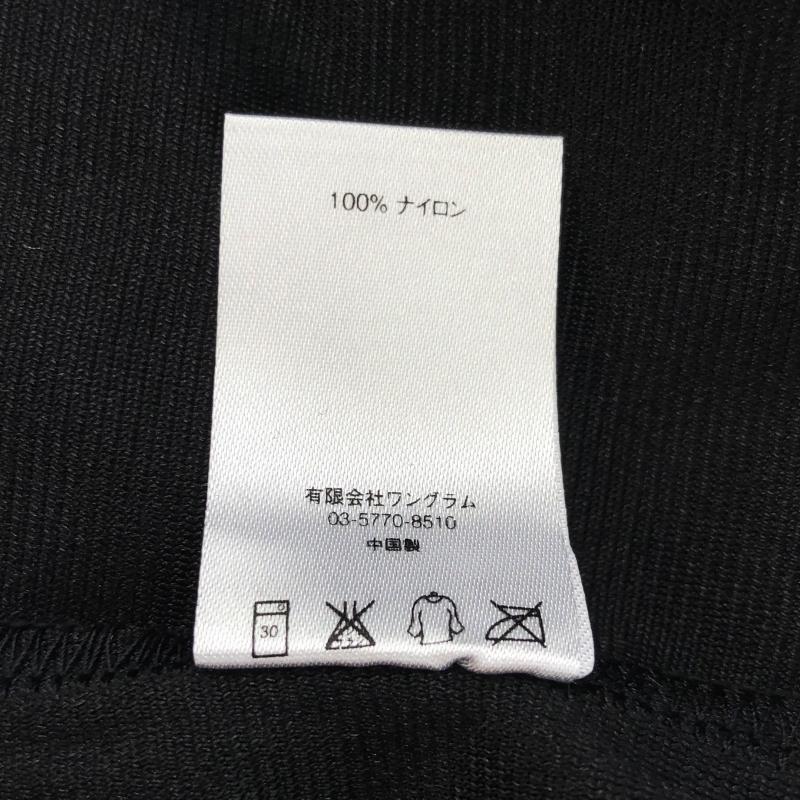 100% ナイロン
有限会社ワングラム
03-5770-8510
中国製
30